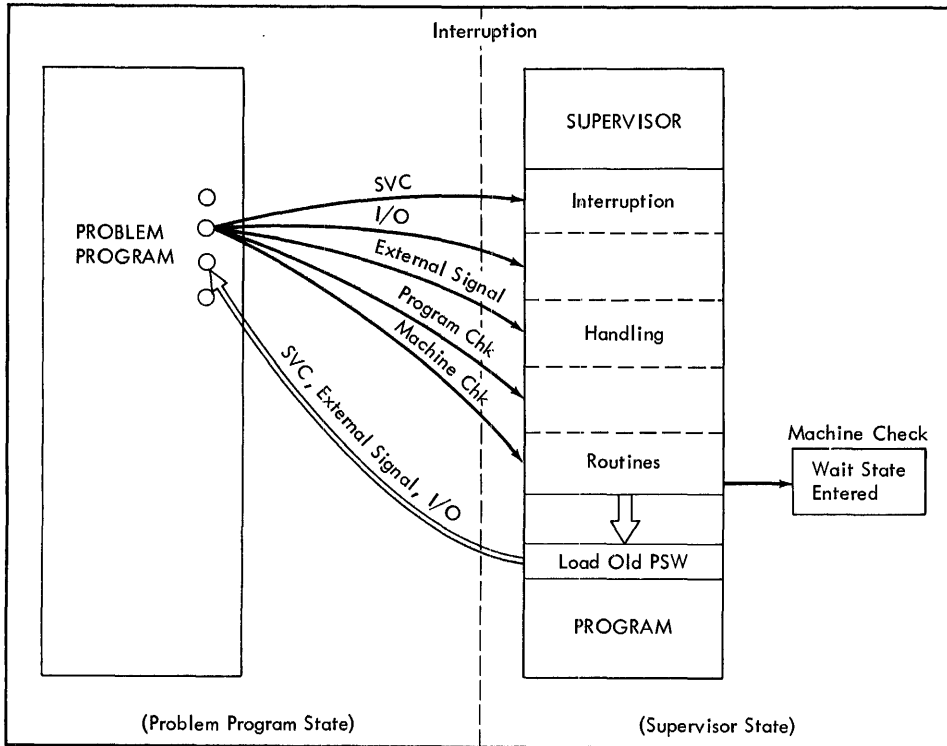 Interruption
SUPERVISOR
SVC
Interruption
I/O
PROBLEM
PROGRAM
External Signal
Program Chk
Handling
Machine Chk
SVC, External Signal, I/O
Machine Check
Routines
Wait State
Entered
Load Old PSW
PROGRAM
(Problem Program State)
(Supervisor State)